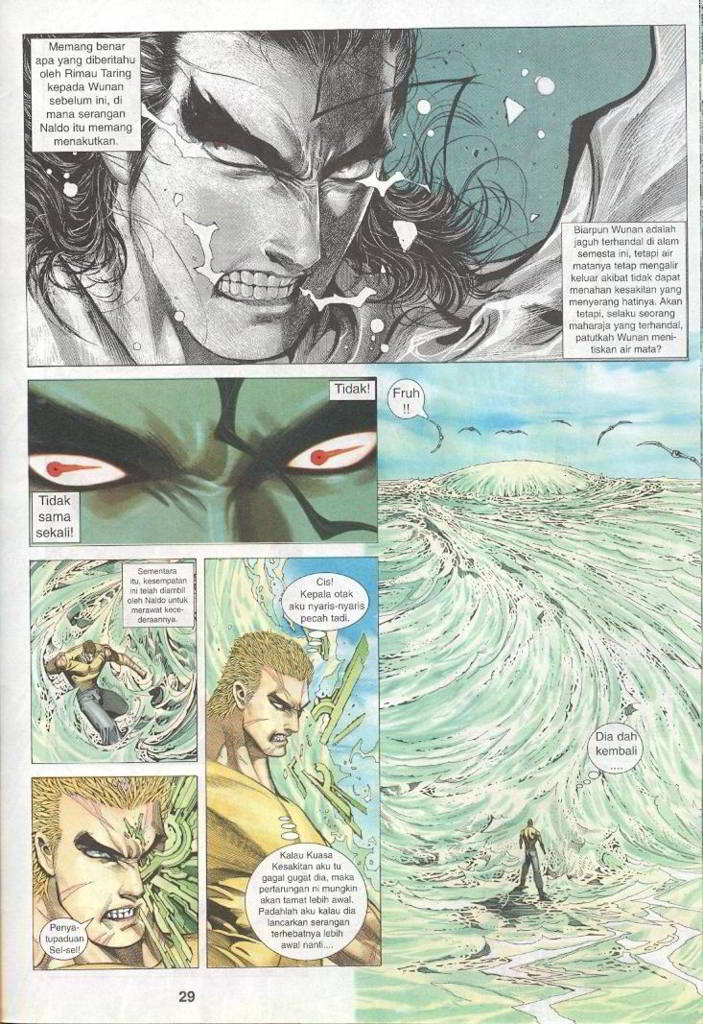 Memang benar
apa yang diberitahu
oleh Rimau Taring
kepada Wunan
sebelum ini, di
mana serangan
Naldo itu memang
menakutkan.
Biarpun Wunan adalah
jaguh terhandal di alam
semesta ini, tetapi air
matanya tetap mengalir
keluar akibat tidak dapat
menahan kesakitan yang
menyerang hatinya. Akan
tetapi, selaku seorang
maharaja yang terhandal,
patutkah Wunan meni-
tiskan air mata?
Tidak!
Tidak
sama
sekali!
Fruh
!!
Sementara
itu, kesempatan
ini telah diambil
oleh Naldo untuk
merawat kece-
deraannya.
Cis!
Kepala otak
aku nyaris-nyaris
pecah tadi.
Dia dah
kembali
....
Penya-
tupaduan
Sel-sel!
Kalau Kuasa
Kesakitan aku tu
gagal gugat dia, maka
pertarungan ni mungkin
akan tamat lebih awal.
Padahlah aku kalau dia
lancarkan serangan
terhebatnya lebih
awal nanti....
29